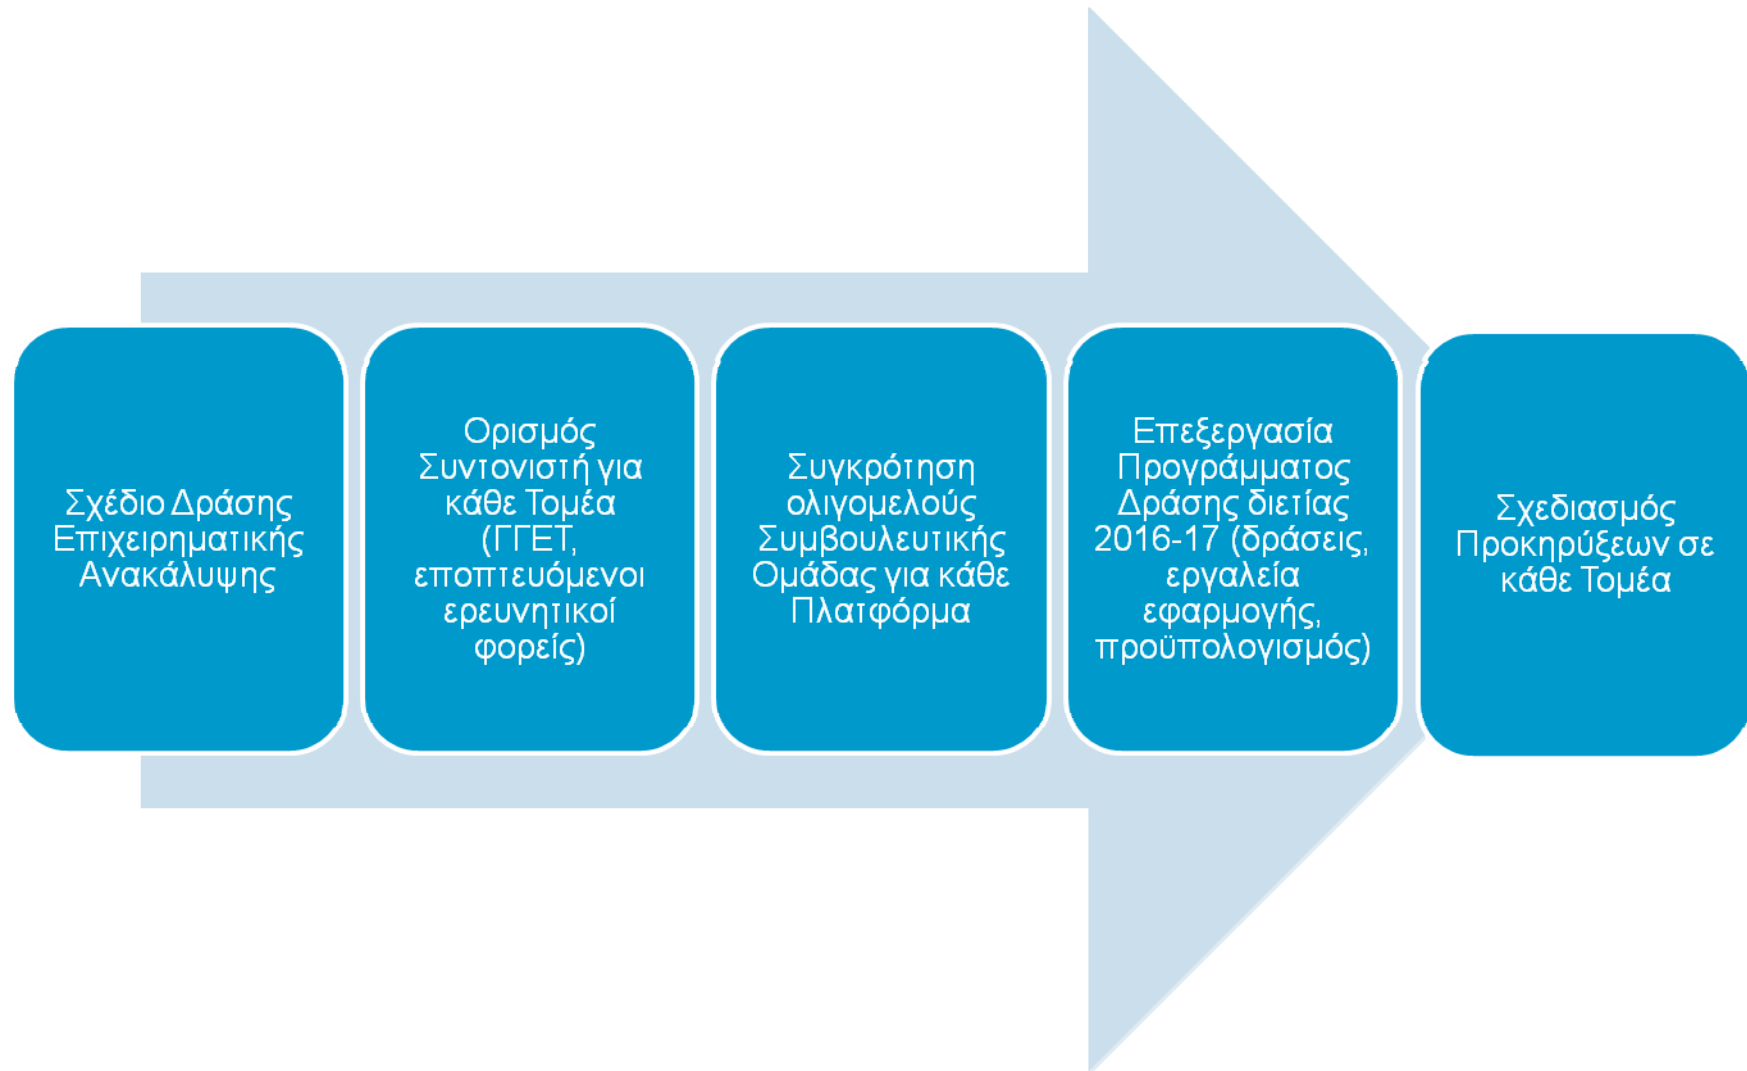 Σχέδιο Δράσης
Επιχειρηματικής
Ανακάλυψης
Ορισμός
Συντονιστή για
κάθε Τομέα
(ΓΓΕΤ,
εποπτευόμενοι
ερευνητικοί
φορείς)
Συγκρότηση
ολιγομελούς
Συμβουλευτικής
Ομάδας για κάθε
Πλατφόρμα
Επεξεργασία
Προγράμματος
Δράσης διετίας
2016-17 (δράσεις,
εργαλεία
εφαρμογής,
προϋπολογισμός)
Σχεδιασμός
Προκηρύξεων σε
κάθε Τομέα